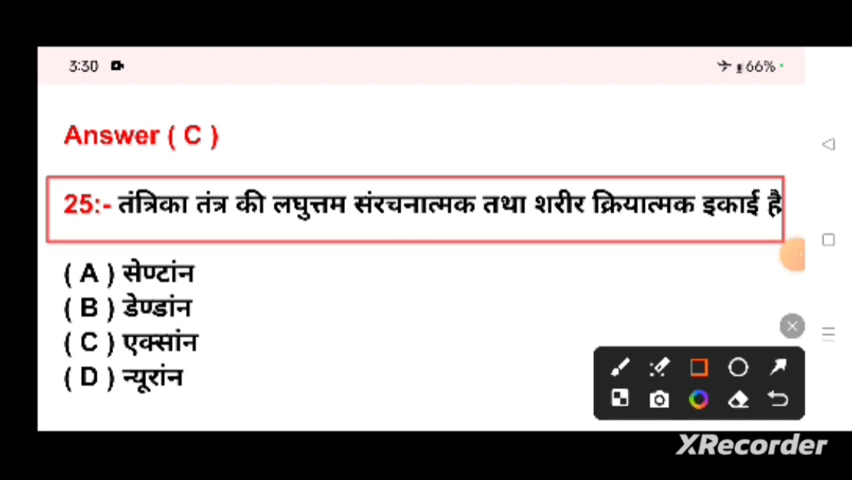 3:30 66%
Answer ( C )
25:- तंत्रिका तंत्र की लघुत्तम संरचनात्मक तथा शरीर क्रियात्मक इकाई है
( A ) सेण्टांन
( B ) डेण्डांन
( C ) एक्सांन
( D ) न्यूरांन
XRecorder